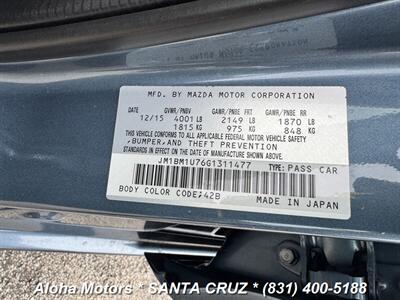 MFD. BY MAZDA MOTOR CORPORATION
GVWR/PNBV GAWR/PNBE FRT GAWR/PNBE RR
12/15 4001 LB 2149 LB 1870 LB
1815 KG 975 KG 848 KG
THIS VEHICLE CONFORMS TO ALL APPLICABLE FEDERAL MOTOR VEHICLE SAFETY
,BUMPER,AND THEFT PREVENTION
STANDARDS IN EFFECT ON THE DATE OF MANUFACTURE SHOWN ABOVE.
JM1BM1U76G1311477 TYPE: PASS CAR
BODY COLOR CODE;42B MADE IN JAPAN
Aloha Motors * SANTA CRUZ * (831) 400-5188